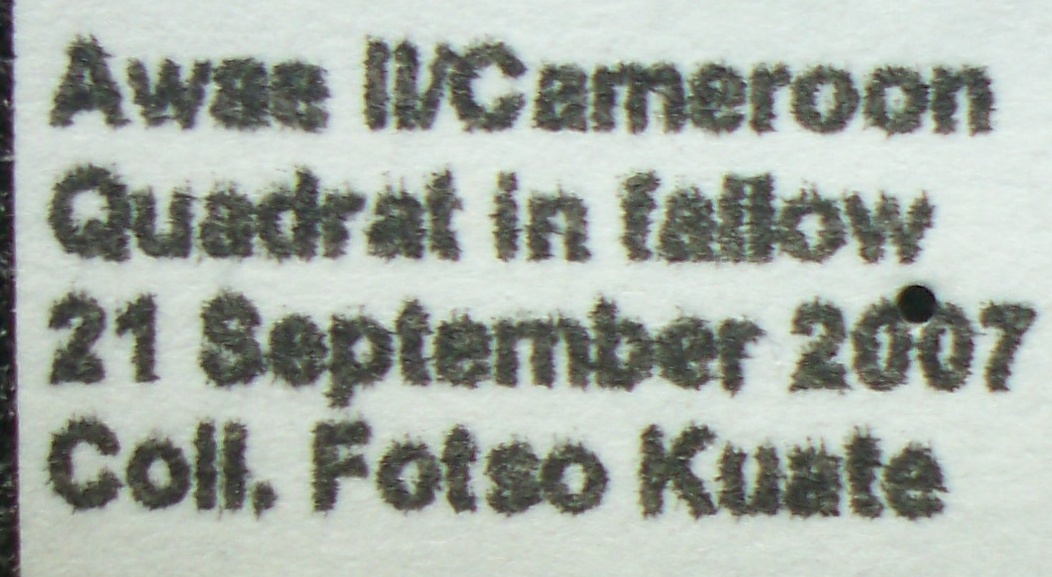 Awae II/Cameroon
Quadrat in fallow
21 September 2007
Coll. Fotso Kuate